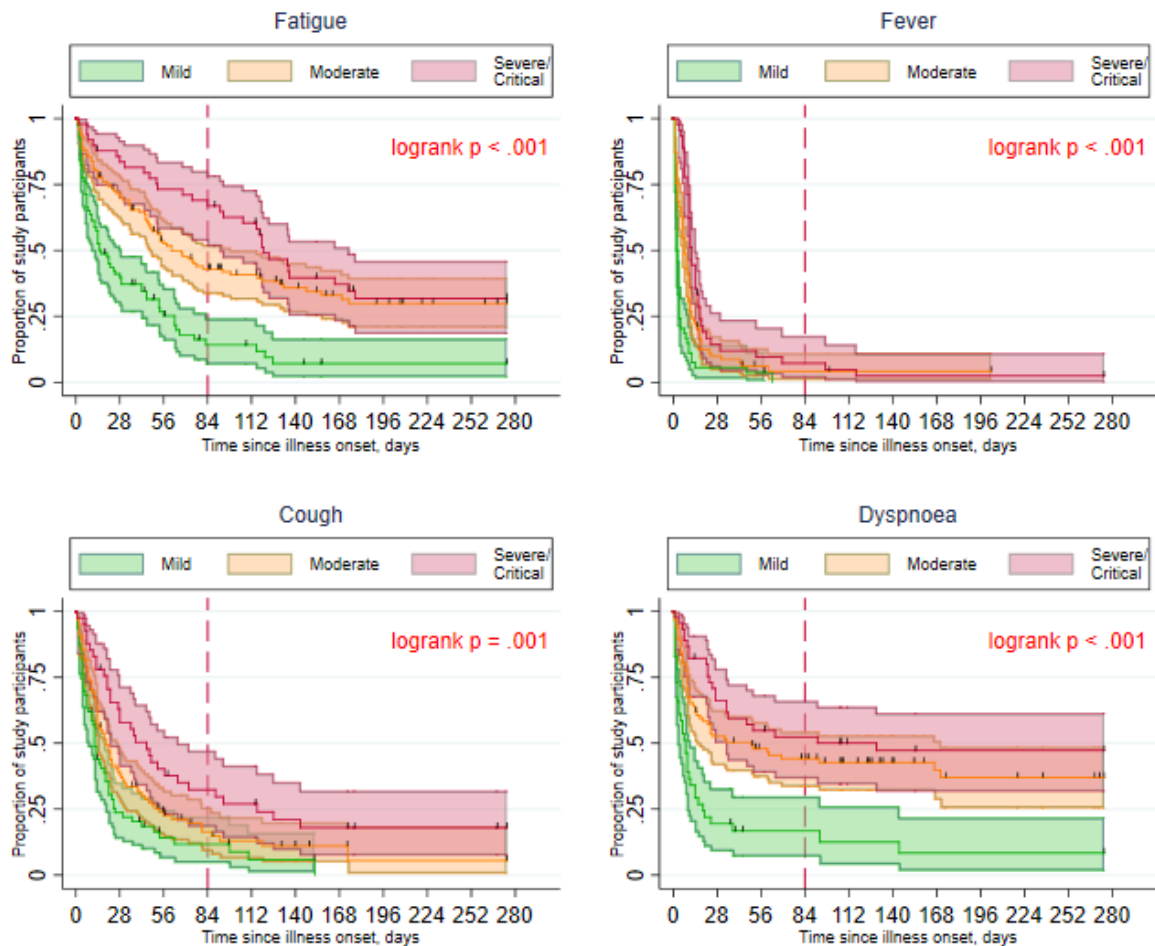 Fatigue
Mild Moderate Severe/
Critical
logrank p < .001
Proportion of study participants
1
.75
.5
.25
0
0 28 56 84 112 140 168 196 224 252 280
Time since illness onset, days
Fever
Mild Moderate Severe/
Critical
logrank p < .001
Proportion of study participants
1
.75
.5
.25
0
0 28 56 84 112 140 168 196 224 252 280
Time since illness onset, days
Cough
Mild Moderate Severe/
Critical
logrank p = .001
Proportion of study participants
1
.75
.5
.25
0
0 28 56 84 112 140 168 196 224 252 280
Time since illness onset, days
Dyspnoea
Mild Moderate Severe/
Critical
logrank p < .001
Proportion of study participants
1
.75
.5
.25
0
0 28 56 84 112 140 168 196 224 252 280
Time since illness onset, days